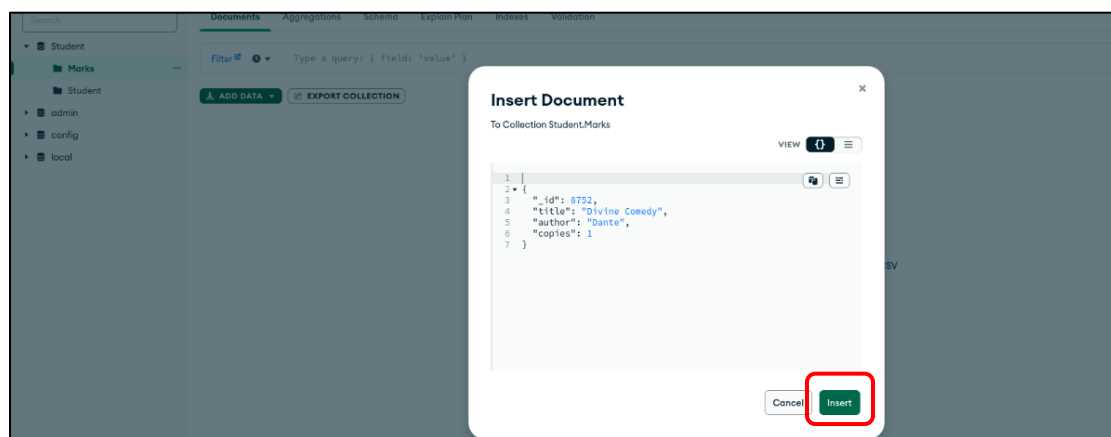 Search
Documents Aggregations Schema Explain Plan Indexes Validation
Student
Marks
Student
admin
config
local
Filter Type a query: { field: 'value' }
ADD DATA EXPORT COLLECTION
Insert Document
To Collection Student.Marks
VIEW {}
1
2 {
3 "_id": 8752,
4 "title": "Divine Comedy",
5 "author": "Dante",
6 "copies": 1
7 }
CSV
Cancel Insert